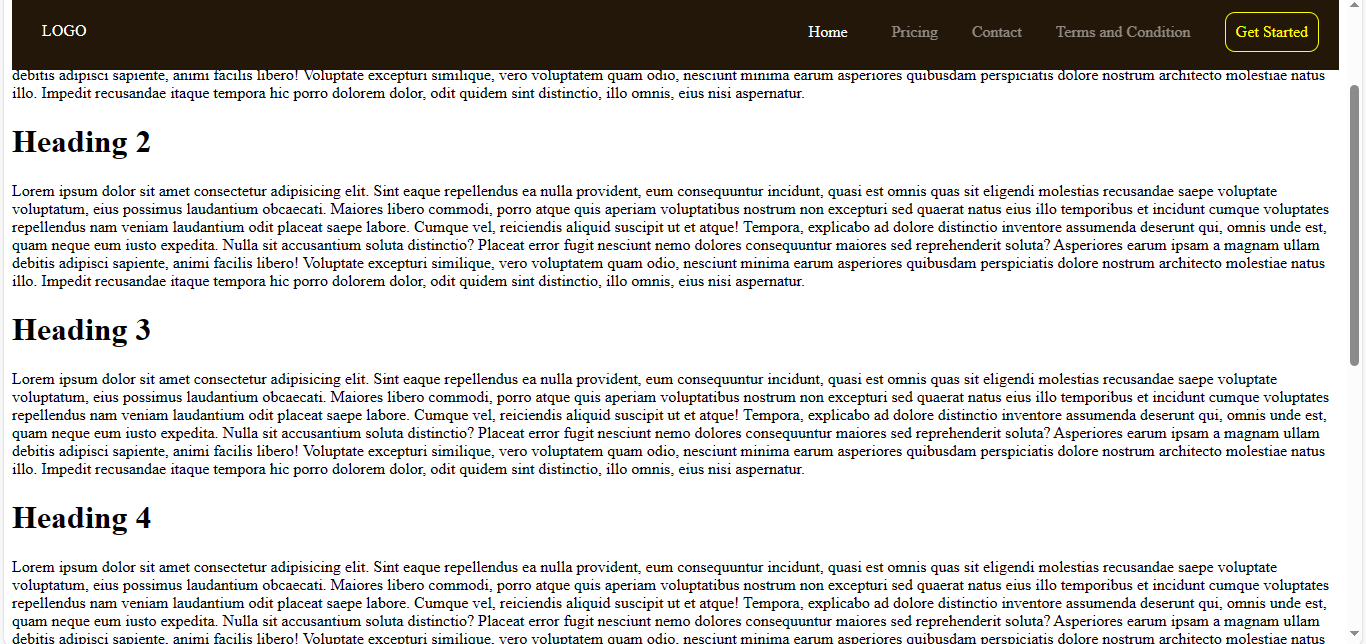 LOGO Home Pricing Contact Terms and Condition Get Started
debitis adipisci sapiente, animi facilis libero! Voluptate excepturi similique, vero voluptatem quam odio, nesciunt minima earum asperiores quibusdam perspiciatis dolore nostrum architecto molestiae natus
illo. Impedit recusandae itaque tempora hic porro dolorem dolor, odit quidem sint distinctio, illo omnis, eius nisi aspernatur.
Heading 2
Lorem ipsum dolor sit amet consectetur adipisicing elit. Sint eaque repellendus ea nulla provident, eum consequuntur incidunt, quasi est omnis quas sit eligendi molestias recusandae saepe voluptate
voluptatum, eius possimus laudantium obcaecati. Maiores libero commodi, porro atque quis aperiam voluptatibus nostrum non excepturi sed quaerat natus eius illo temporibus et incidunt cumque voluptates
repellendus nam veniam laudantium odit placeat saepe labore. Cumque vel, reiciendis aliquid suscipit ut et atque! Tempora, explicabo ad dolore distinctio inventore assumenda deserunt qui, omnis unde est,
quam neque eum iusto expedita. Nulla sit accusantium soluta distinctio? Placeat error fugit nesciunt nemo dolores consequuntur maiores sed reprehenderit soluta? Asperiores earum ipsam a magnam ullam
debitis adipisci sapiente, animi facilis libero! Voluptate excepturi similique, vero voluptatem quam odio, nesciunt minima earum asperiores quibusdam perspiciatis dolore nostrum architecto molestiae natus
illo. Impedit recusandae itaque tempora hic porro dolorem dolor, odit quidem sint distinctio, illo omnis, eius nisi aspernatur.
Heading 3
Lorem ipsum dolor sit amet consectetur adipisicing elit. Sint eaque repellendus ea nulla provident, eum consequuntur incidunt, quasi est omnis quas sit eligendi molestias recusandae saepe voluptate
voluptatum, eius possimus laudantium obcaecati. Maiores libero commodi, porro atque quis aperiam voluptatibus nostrum non excepturi sed quaerat natus eius illo temporibus et incidunt cumque voluptates
repellendus nam veniam laudantium odit placeat saepe labore. Cumque vel, reiciendis aliquid suscipit ut et atque! Tempora, explicabo ad dolore distinctio inventore assumenda deserunt qui, omnis unde est,
quam neque eum iusto expedita. Nulla sit accusantium soluta distinctio? Placeat error fugit nesciunt nemo dolores consequuntur maiores sed reprehenderit soluta? Asperiores earum ipsam a magnam ullam
debitis adipisci sapiente, animi facilis libero! Voluptate excepturi similique, vero voluptatem quam odio, nesciunt minima earum asperiores quibusdam perspiciatis dolore nostrum architecto molestiae natus
illo. Impedit recusandae itaque tempora hic porro dolorem dolor, odit quidem sint distinctio, illo omnis, eius nisi aspernatur.
Heading 4
Lorem ipsum dolor sit amet consectetur adipisicing elit. Sint eaque repellendus ea nulla provident, eum consequuntur incidunt, quasi est omnis quas sit eligendi molestias recusandae saepe voluptate
voluptatum, eius possimus laudantium obcaecati. Maiores libero commodi, porro atque quis aperiam voluptatibus nostrum non excepturi sed quaerat natus eius illo temporibus et incidunt cumque voluptates
repellendus nam veniam laudantium odit placeat saepe labore. Cumque vel, reiciendis aliquid suscipit ut et atque! Tempora, explicabo ad dolore distinctio inventore assumenda deserunt qui, omnis unde est,
quam neque eum iusto expedita. Nulla sit accusantium soluta distinctio? Placeat error fugit nesciunt nemo dolores consequuntur maiores sed reprehenderit soluta? Asperiores earum ipsam a magnam ullam
debitis adipisci sapiente, animi facilis libero! Voluptate excepturi similique, vero voluptatem quam odio, nesciunt minima earum asperiores quibusdam perspiciatis dolore nostrum architecto molestiae natus